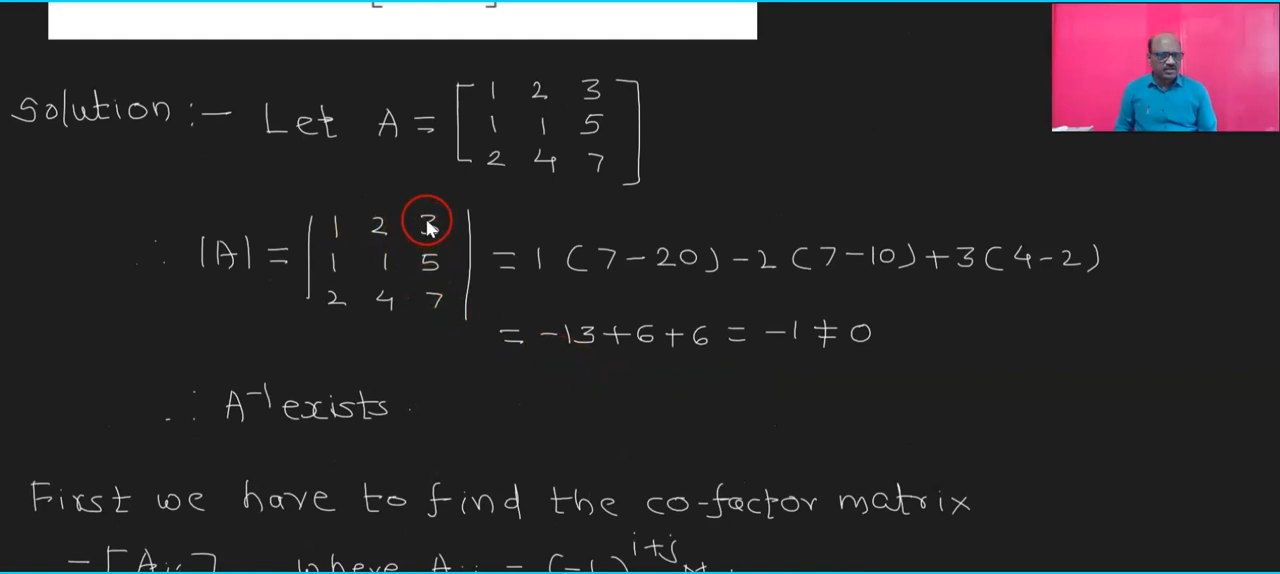 Solution :- Let A = [ 1 2 3
1 1 5
2 4 7 ]
∴ |A| = | 1 2 3
1 1 5
2 4 7 | = 1 (7-20) -2 (7-10) +3 (4-2)
= -13+6+6 = -1 ≠ 0
∴ A⁻¹ exists.
First we have to find the co-factor matrix